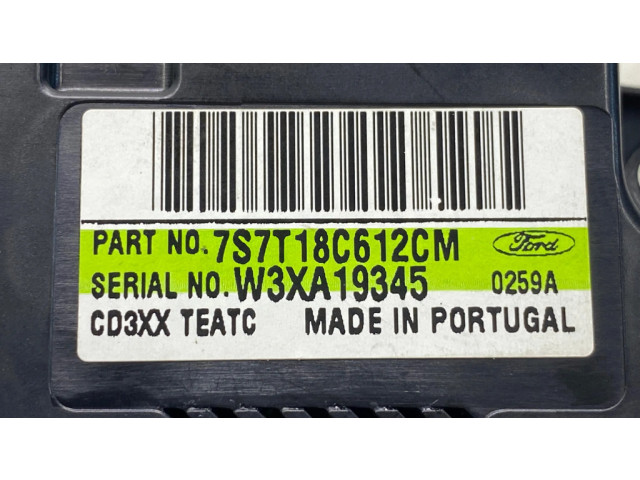 PART NO. 7S7T18C612CM Ford
SERIAL NO. W3XA19345 0259A
CD3XX TEATC MADE IN PORTUGAL